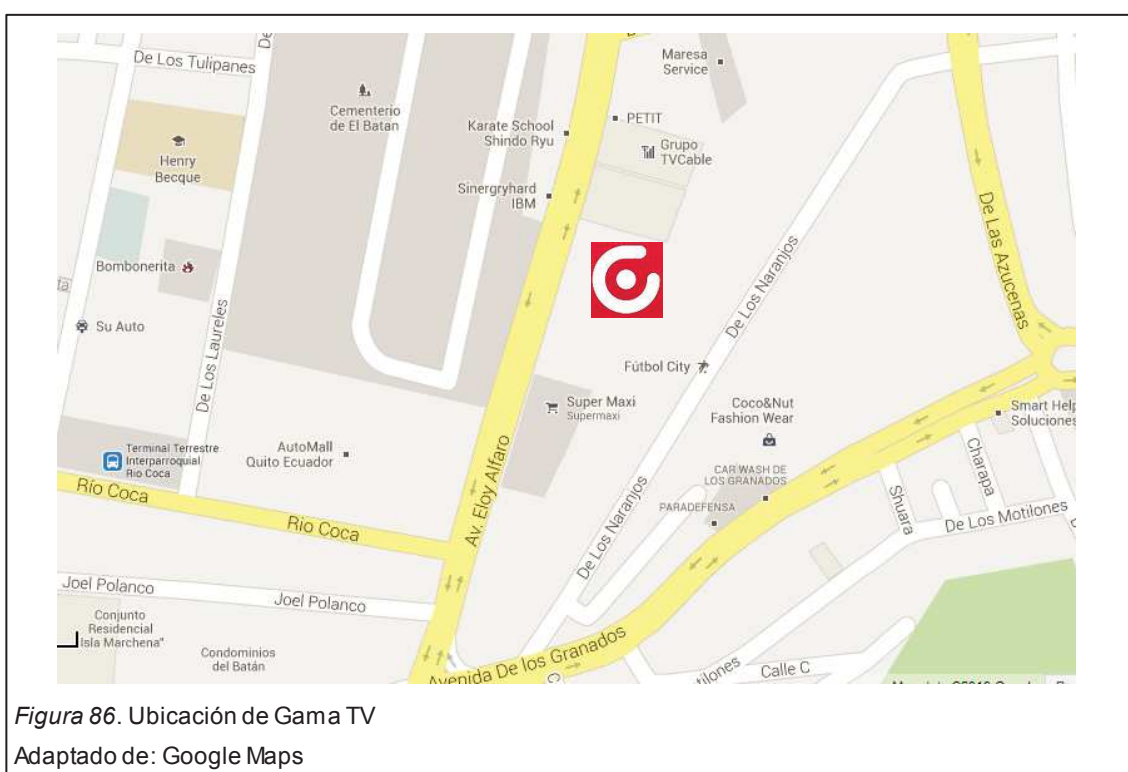 De Los Tulipanes
De
Maresa
Service
Cementerio
de El Batan
PETIT
Karate School
Shindo Ryu
Grupo
TVCable
Henry
Becque
Sinergryhard
IBM
De Las Azucenas
De Los Naranjos
Bombonerita
Su Auto
De Los Laureles
Fútbol City
Super Maxi
Supermaxi
Coco&Nut
Fashion Wear
Smart Help
Soluciones
Terminal Terrestre
Interparroquial
Rio Coca
AutoMall
Quito Ecuador
Av. Eloy Alfaro
CAR WASH DE
LOS GRANADOS
Charapa
Rio Coca
Rio Coca
De Los Naranjos
PARADEFENSA
Shuara
De Los Motilones
Joel Polanco
Joel Polanco
Conjunto
Residencial
Isla Marchena"
Condominios
del Batán
Avenida De los Granados
tilones
Calle C
Figura 86. Ubicación de Gama TV
Adaptado de: Google Maps